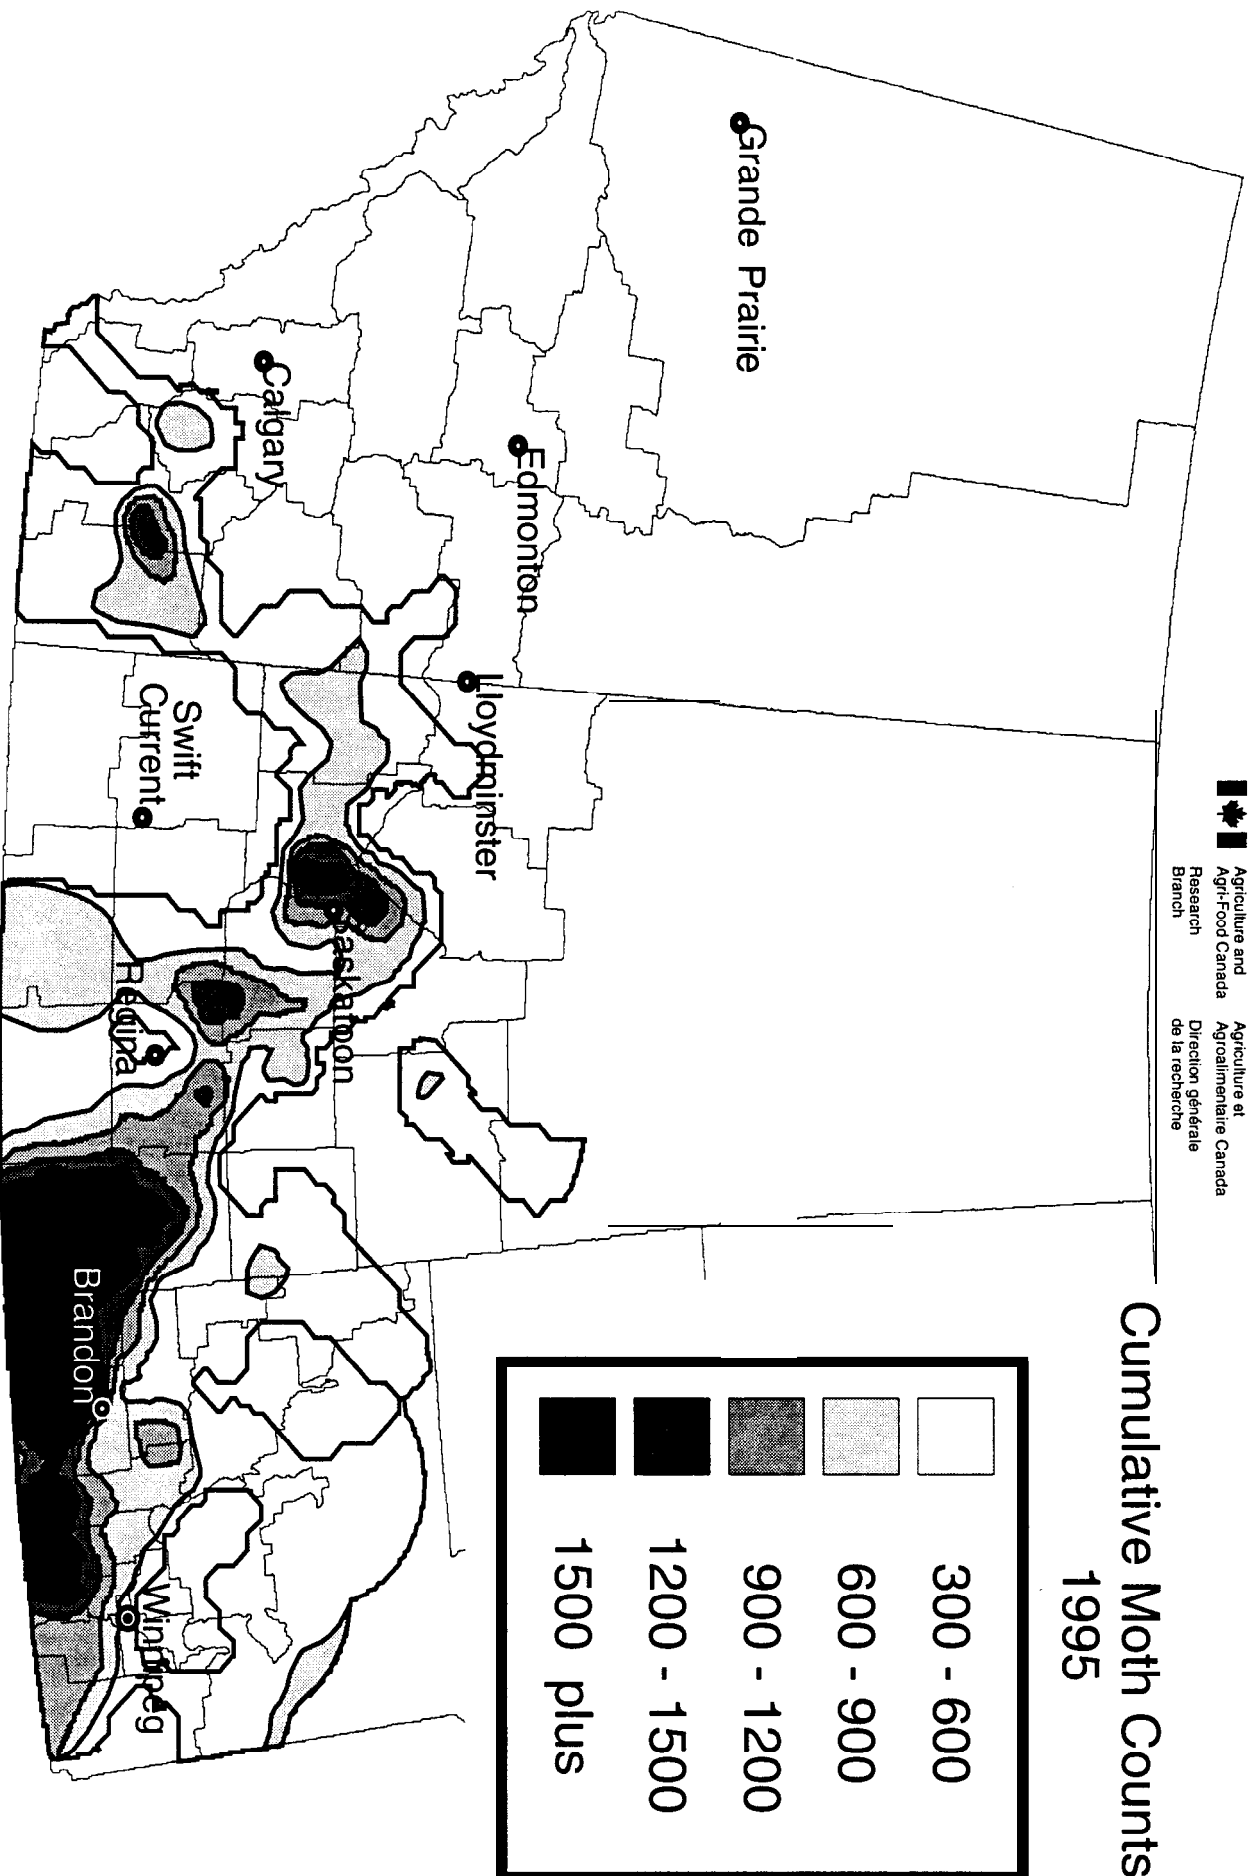 Agriculture and
Agri-Food Canada
Agriculture et
Agroalimentaire Canada
Research
Branch
Direction générale
de la recherche
Cumulative Moth Counts
1995
300 - 600
600 - 900
900 - 1200
1200 - 1500
1500 plus
Grande Prairie
Edmonton
Lloydminster
Calgary
Saskatoon
Swift
Current
Regina
Brandon
Winnipeg